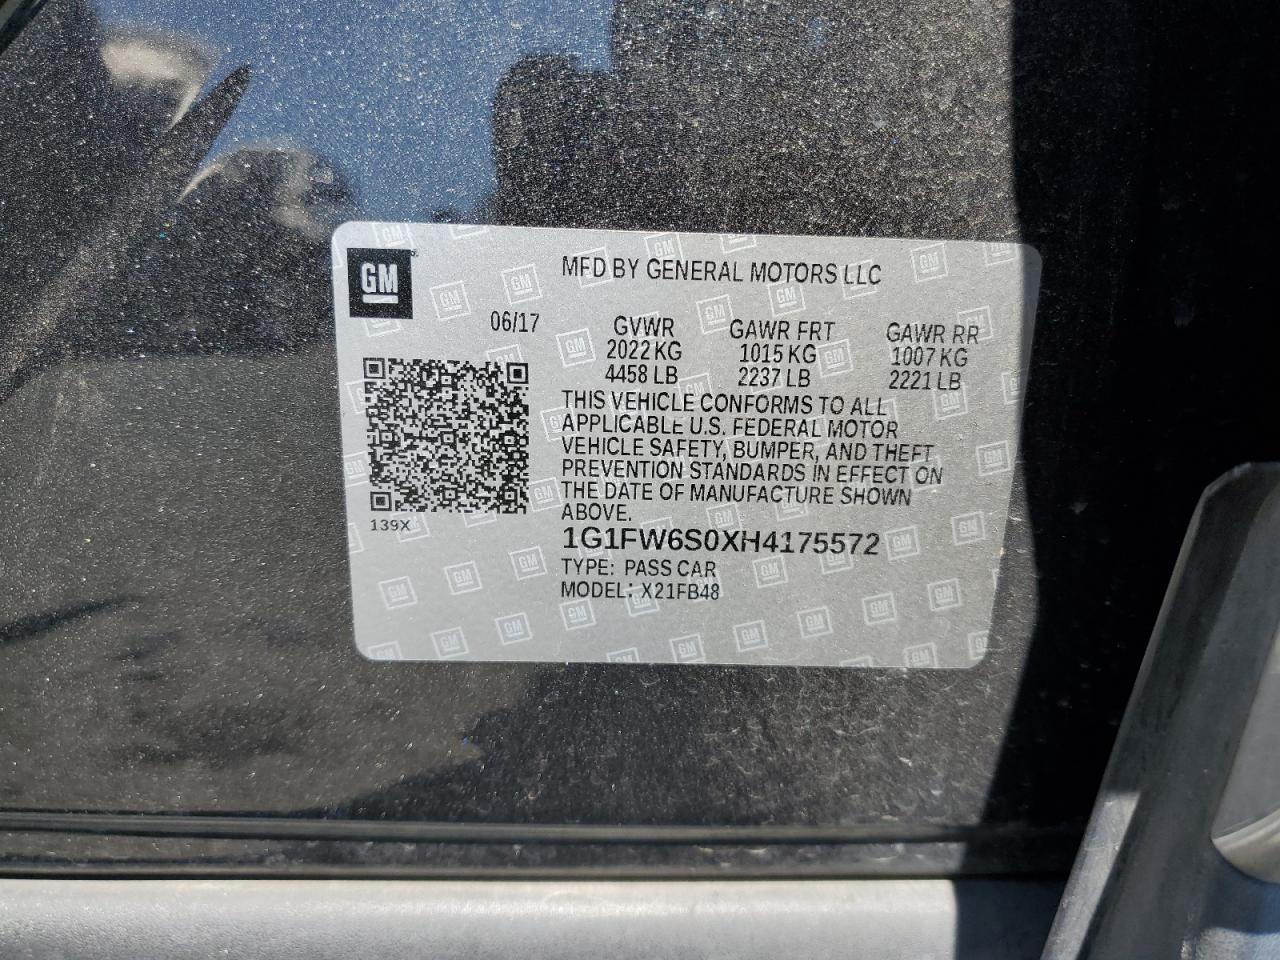 GM
MFD BY GENERAL MOTORS LLC
06/17
GVWR GAWR FRT GAWR RR
2022 KG 1015 KG 1007 KG
4458 LB 2237 LB 2221 LB
THIS VEHICLE CONFORMS TO ALL
APPLICABLE U.S. FEDERAL MOTOR
VEHICLE SAFETY, BUMPER, AND THEFT
PREVENTION STANDARDS IN EFFECT ON
THE DATE OF MANUFACTURE SHOWN
ABOVE.
139X
1G1FW6S0XH4175572
TYPE: PASS CAR
MODEL: X21FB48